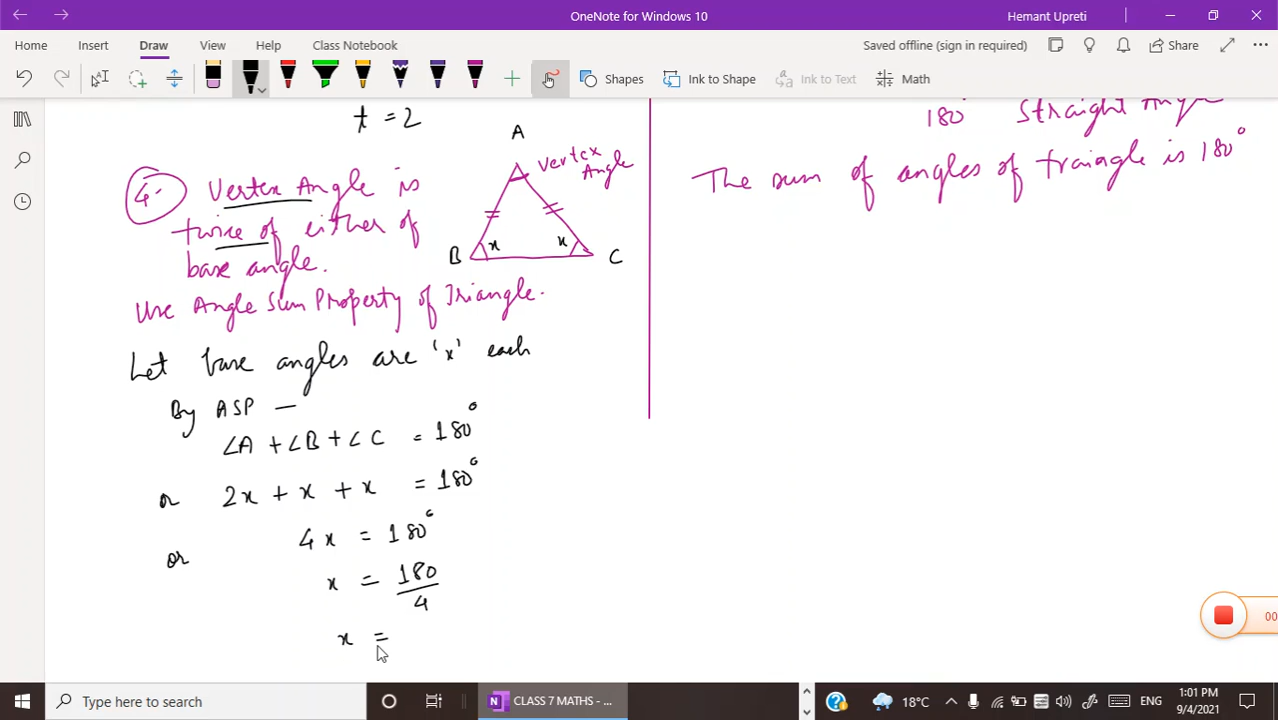 OneNote for Windows 10
Hemant Upreti
Home Insert Draw View Help Class Notebook
Saved offline (sign in required)
Share
Shapes
Ink to Shape
Ink to Text
Math
t = 2
180° Straight Angle
The sum of angles of traingle is 180°
A
vertex
Angle
4. Vertex Angle is
twice of either of
base angle.
B x x C
Use Angle Sum Property of Triangle.
Let base angles are 'x' each
By ASP —
∠A + ∠B + ∠C = 180°
or 2x + x + x = 180°
or 4x = 180°
x = 180/4
x =
00
Type here to search
CLASS 7 MATHS - ...
18°C
ENG
1:01 PM
9/4/2021